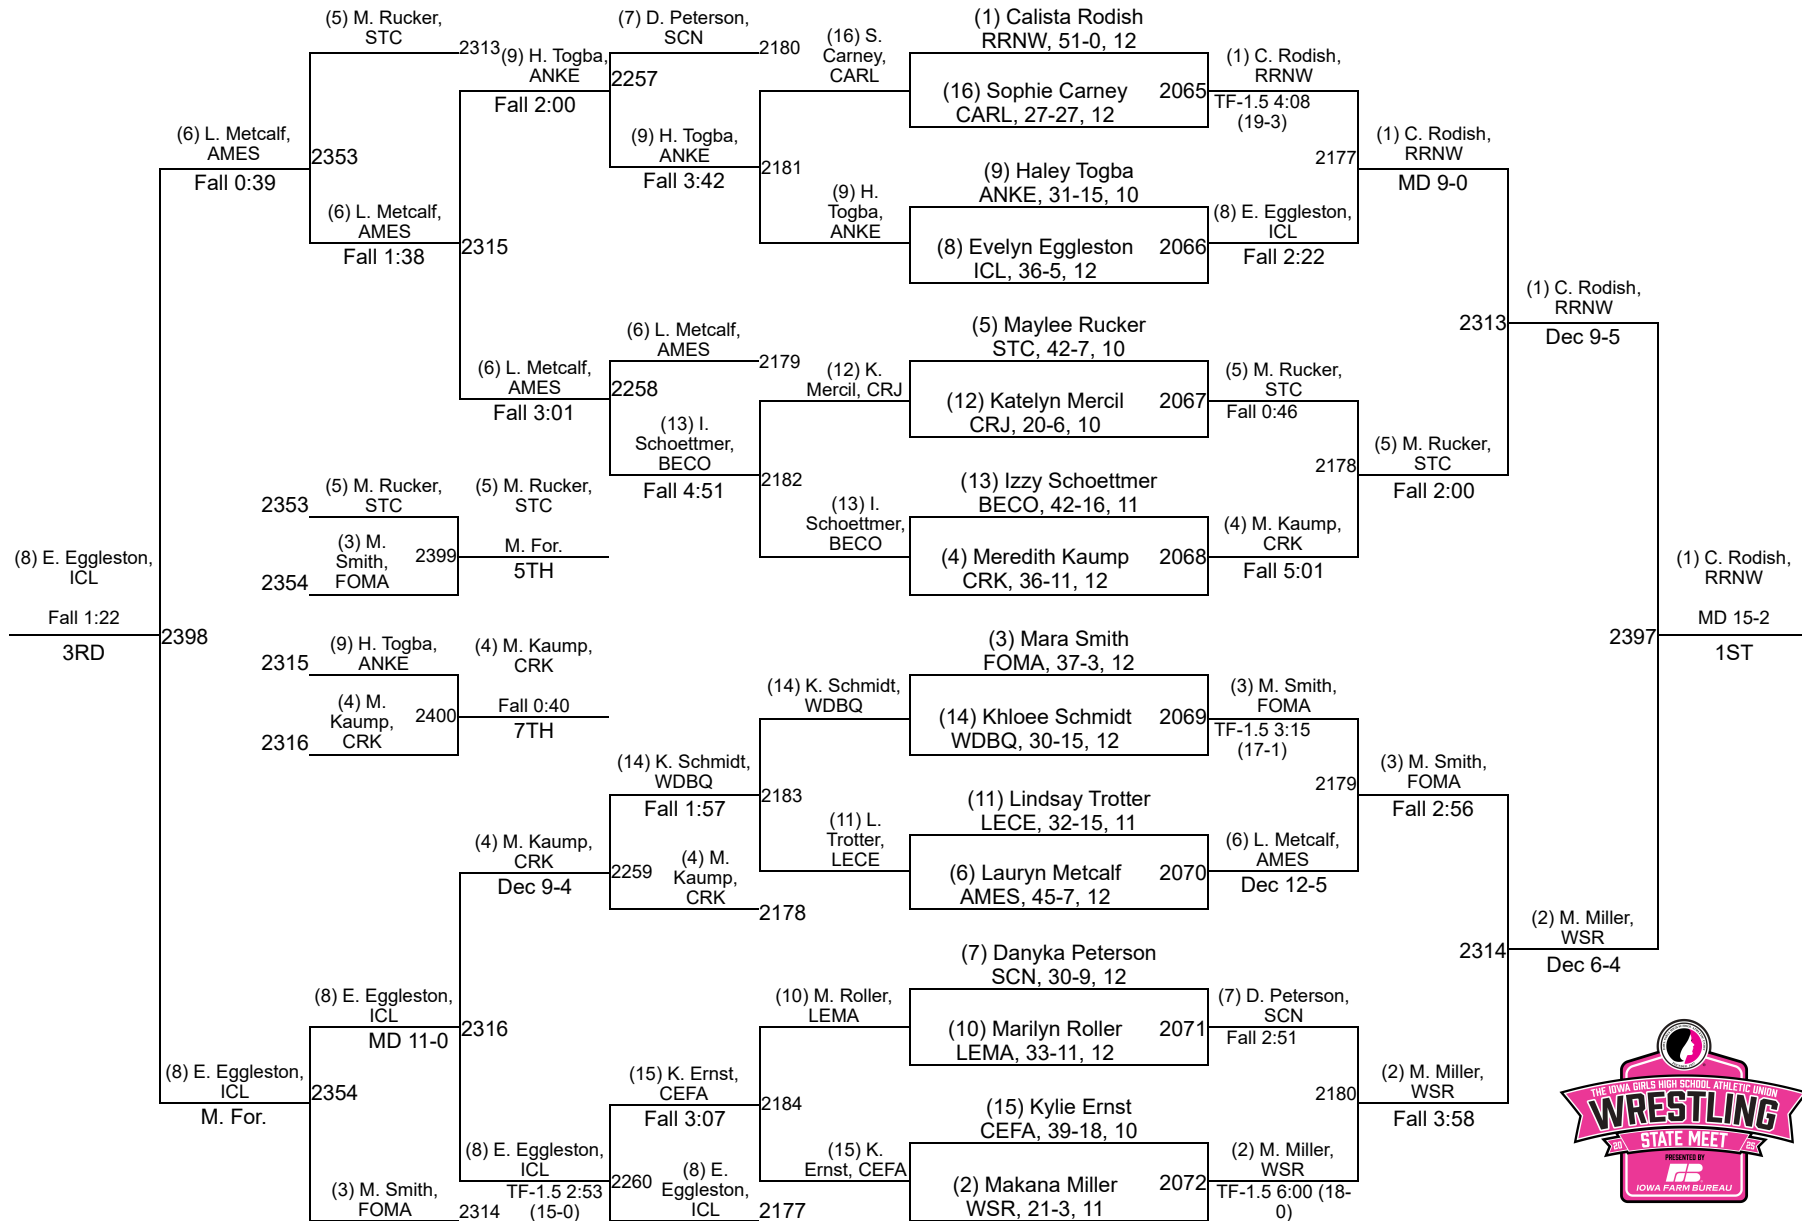 (5) M. Rucker,
STC
2313
(9) H. Togba,
ANKE
Fall 2:00
(7) D. Peterson,
SCN
2180
2257
(9) H. Togba,
ANKE
Fall 3:42
2181
(16) S.
Carney,
CARL
(9) H.
Togba,
ANKE
(1) Calista Rodish
RRNW, 51-0, 12
(16) Sophie Carney
CARL, 27-27, 12
2065
(1) C. Rodish,
RRNW
TF-1.5 4:08
(19-3)
(9) Haley Togba
ANKE, 31-15, 10
(8) Evelyn Eggleston
ICL, 36-5, 12
2066
(8) E. Eggleston,
ICL
Fall 2:22
2177
(1) C. Rodish,
RRNW
MD 9-0
(6) L. Metcalf,
AMES
Fall 0:39
2353
(6) L. Metcalf,
AMES
Fall 1:38
2315
(6) L. Metcalf,
AMES
Fall 3:01
(6) L. Metcalf,
AMES
2179
2258
(13) I.
Schoettmer,
BECO
Fall 4:51
2182
(12) K.
Mercil, CRJ
(13) I.
Schoettmer,
BECO
(5) Maylee Rucker
STC, 42-7, 10
(12) Katelyn Mercil
CRJ, 20-6, 10
2067
(5) M. Rucker,
STC
Fall 0:46
(13) Izzy Schoettmer
BECO, 42-16, 11
(4) Meredith Kaump
CRK, 36-11, 12
2068
(4) M. Kaump,
CRK
Fall 5:01
2178
(5) M. Rucker,
STC
Fall 2:00
2313
(1) C. Rodish,
RRNW
Dec 9-5
2353
(5) M. Rucker,
STC
2354
(3) M.
Smith,
FOMA
2399
(5) M. Rucker,
STC
M. For.
5TH
(8) E. Eggleston,
ICL
Fall 1:22
3RD
2398
2315
(9) H. Togba,
ANKE
2316
(4) M.
Kaump,
CRK
2400
(4) M. Kaump,
CRK
Fall 0:40
7TH
2397
(1) C. Rodish,
RRNW
MD 15-2
1ST
(14) K. Schmidt,
WDBQ
(11) L.
Trotter,
LECE
(3) Mara Smith
FOMA, 37-3, 12
(14) Khloee Schmidt
WDBQ, 30-15, 12
2069
(3) M. Smith,
FOMA
TF-1.5 3:15
(17-1)
(11) Lindsay Trotter
LECE, 32-15, 11
(6) Lauryn Metcalf
AMES, 45-7, 12
2070
(6) L. Metcalf,
AMES
Dec 12-5
2179
(3) M. Smith,
FOMA
Fall 2:56
(14) K. Schmidt,
WDBQ
Fall 1:57
2183
(4) M. Kaump,
CRK
Dec 9-4
2259
(4) M.
Kaump,
CRK
2178
(8) E. Eggleston,
ICL
MD 11-0
2316
(8) E. Eggleston,
ICL
M. For.
2354
(3) M. Smith,
FOMA
2314
(8) E. Eggleston,
ICL
TF-1.5 2:53
(15-0)
(15) K. Ernst,
CEFA
Fall 3:07
2184
2260
(8) E.
Eggleston,
ICL
2177
(10) M. Roller,
LEMA
(15) K.
Ernst, CEFA
(7) Danyka Peterson
SCN, 30-9, 12
(10) Marilyn Roller
LEMA, 33-11, 12
2071
(7) D. Peterson,
SCN
Fall 2:51
(15) Kylie Ernst
CEFA, 39-18, 10
(2) Makana Miller
WSR, 21-3, 11
2072
(2) M. Miller,
WSR
TF-1.5 6:00 (18-
0)
2180
(2) M. Miller,
WSR
Fall 3:58
2314
(2) M. Miller,
WSR
Dec 6-4
THE IOWA GIRLS HIGH SCHOOL ATHLETIC UNION
WRESTLING
20 STATE MEET 25
PRESENTED BY
FB
IOWA FARM BUREAU